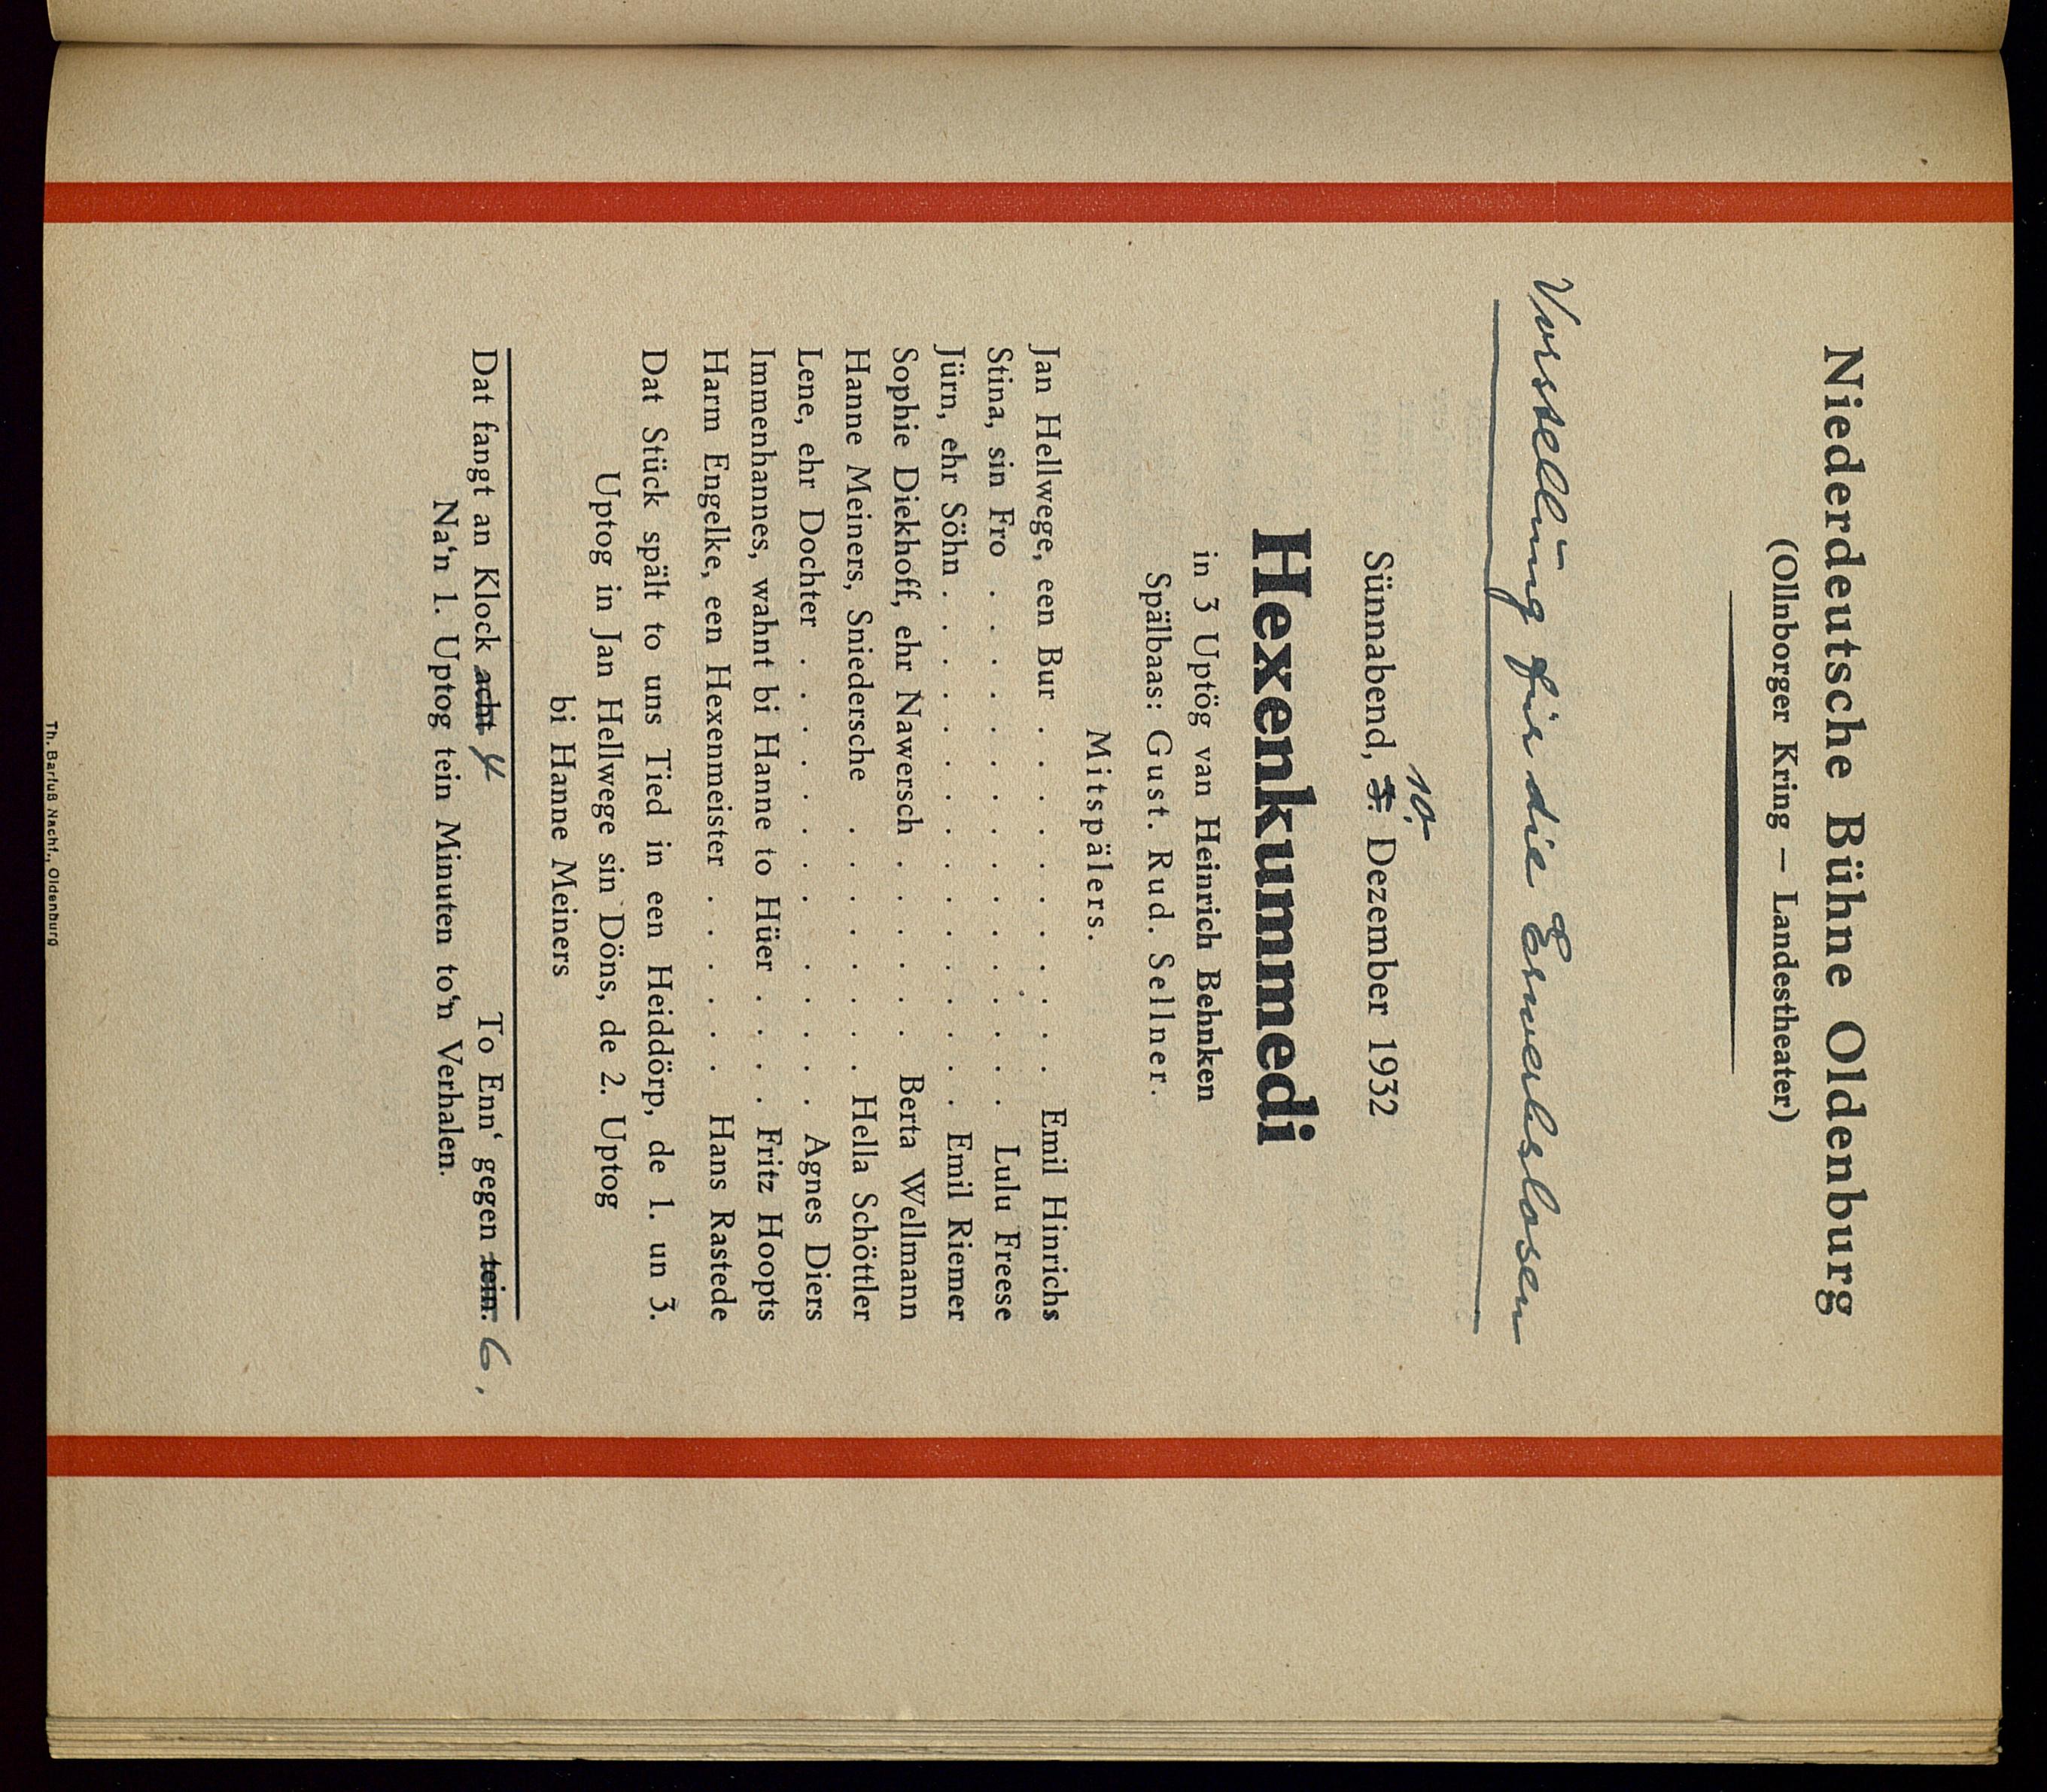 Niederdeutsche Bühne Oldenburg
(Ollnborger Kring — Landestheater)
Vorstellung für die Erwerbslosen
10.
Sünnabend, 3. Dezember 1932
Hexenkummedi
in 3 Uptög van Heinrich Behnken
Spälbaas: Gust. Rud. Sellner.
Mitspälers.
Jan Hellwege, een Bur . . . . . . . . . Emil Hinrichs
Stina, sin Fro . . . . . . . . . . . . Lulu Freese
Jürn, ehr Söhn . . . . . . . . . . . . Emil Riemer
Sophie Diekhoff, ehr Nawersch . . . . . Berta Wellmann
Hanne Meiners, Sniedersche . . . . . . Hella Schöttler
Lene, ehr Dochter . . . . . . . . . . Agnes Diers
Immenhannes, wahnt bi Hanne to Hüer . . . . Fritz Hoopts
Harm Engelke, een Hexenmeister . . . . . . Hans Rastede
Dat Stück spält to uns Tied in een Heiddörp, de 1. un 3.
Uptog in Jan Hellwege sin Döns, de 2. Uptog
bi Hanne Meiners
Dat fangt an Klock acht 4 To Enn‘ gegen tein. 6.
Na‘n 1. Uptog tein Minuten to‘n Verhalen.
Th. Barfuß Nachf., Oldenburg